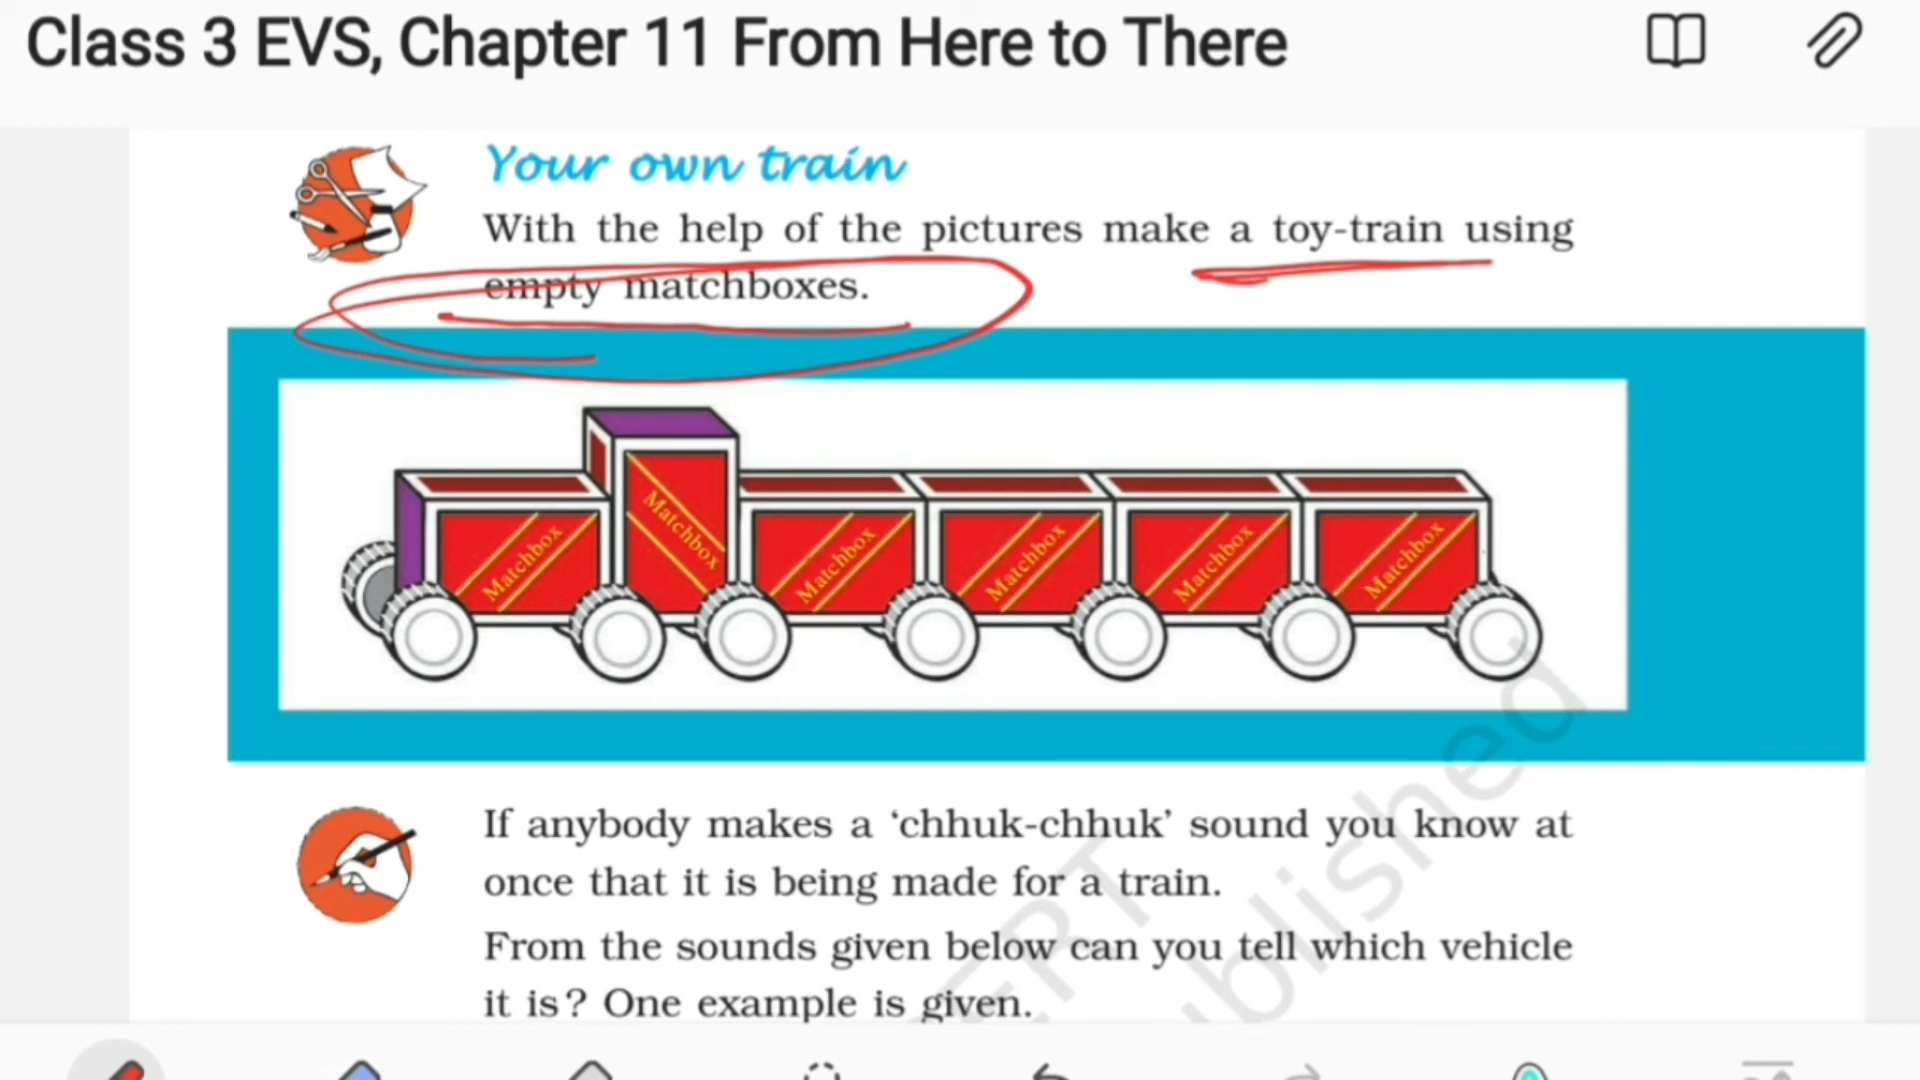 Class 3 EVS, Chapter 11 From Here to There
Your own train
With the help of the pictures make a toy-train using
empty matchboxes.
Matchbox
Matchbox
Matchbox
Matchbox
Matchbox
Matchbox
If anybody makes a ‘chhuk-chhuk’ sound you know at
once that it is being made for a train.
From the sounds given below can you tell which vehicle
it is? One example is given.